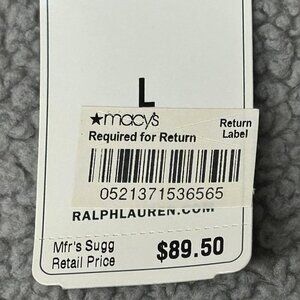 L
★macy's
Return
Label
Required for Return
0521371536565
RALPHLAUREN.COM
Mfr's Sugg
Retail Price
$89.50